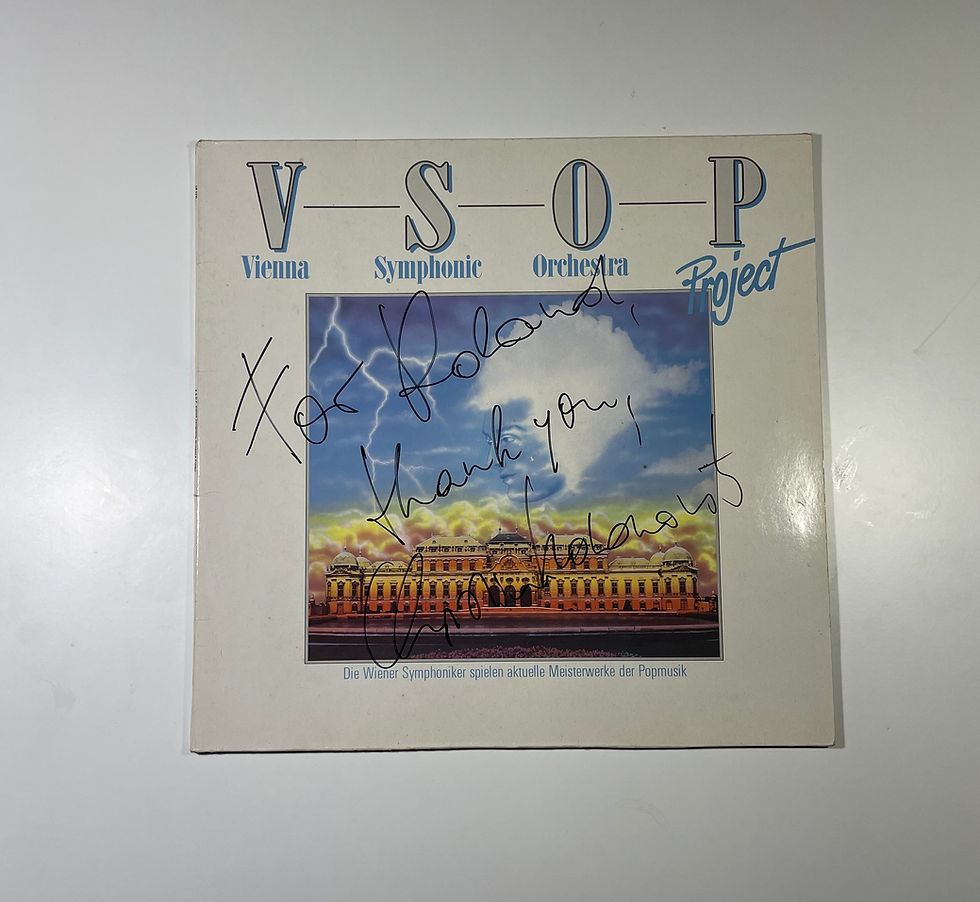 V S O P
Vienna Symphonic Orchestra
Project
For Roland,
thank you,
Die Wiener Symphoniker spielen aktuelle Meisterwerke der Popmusik